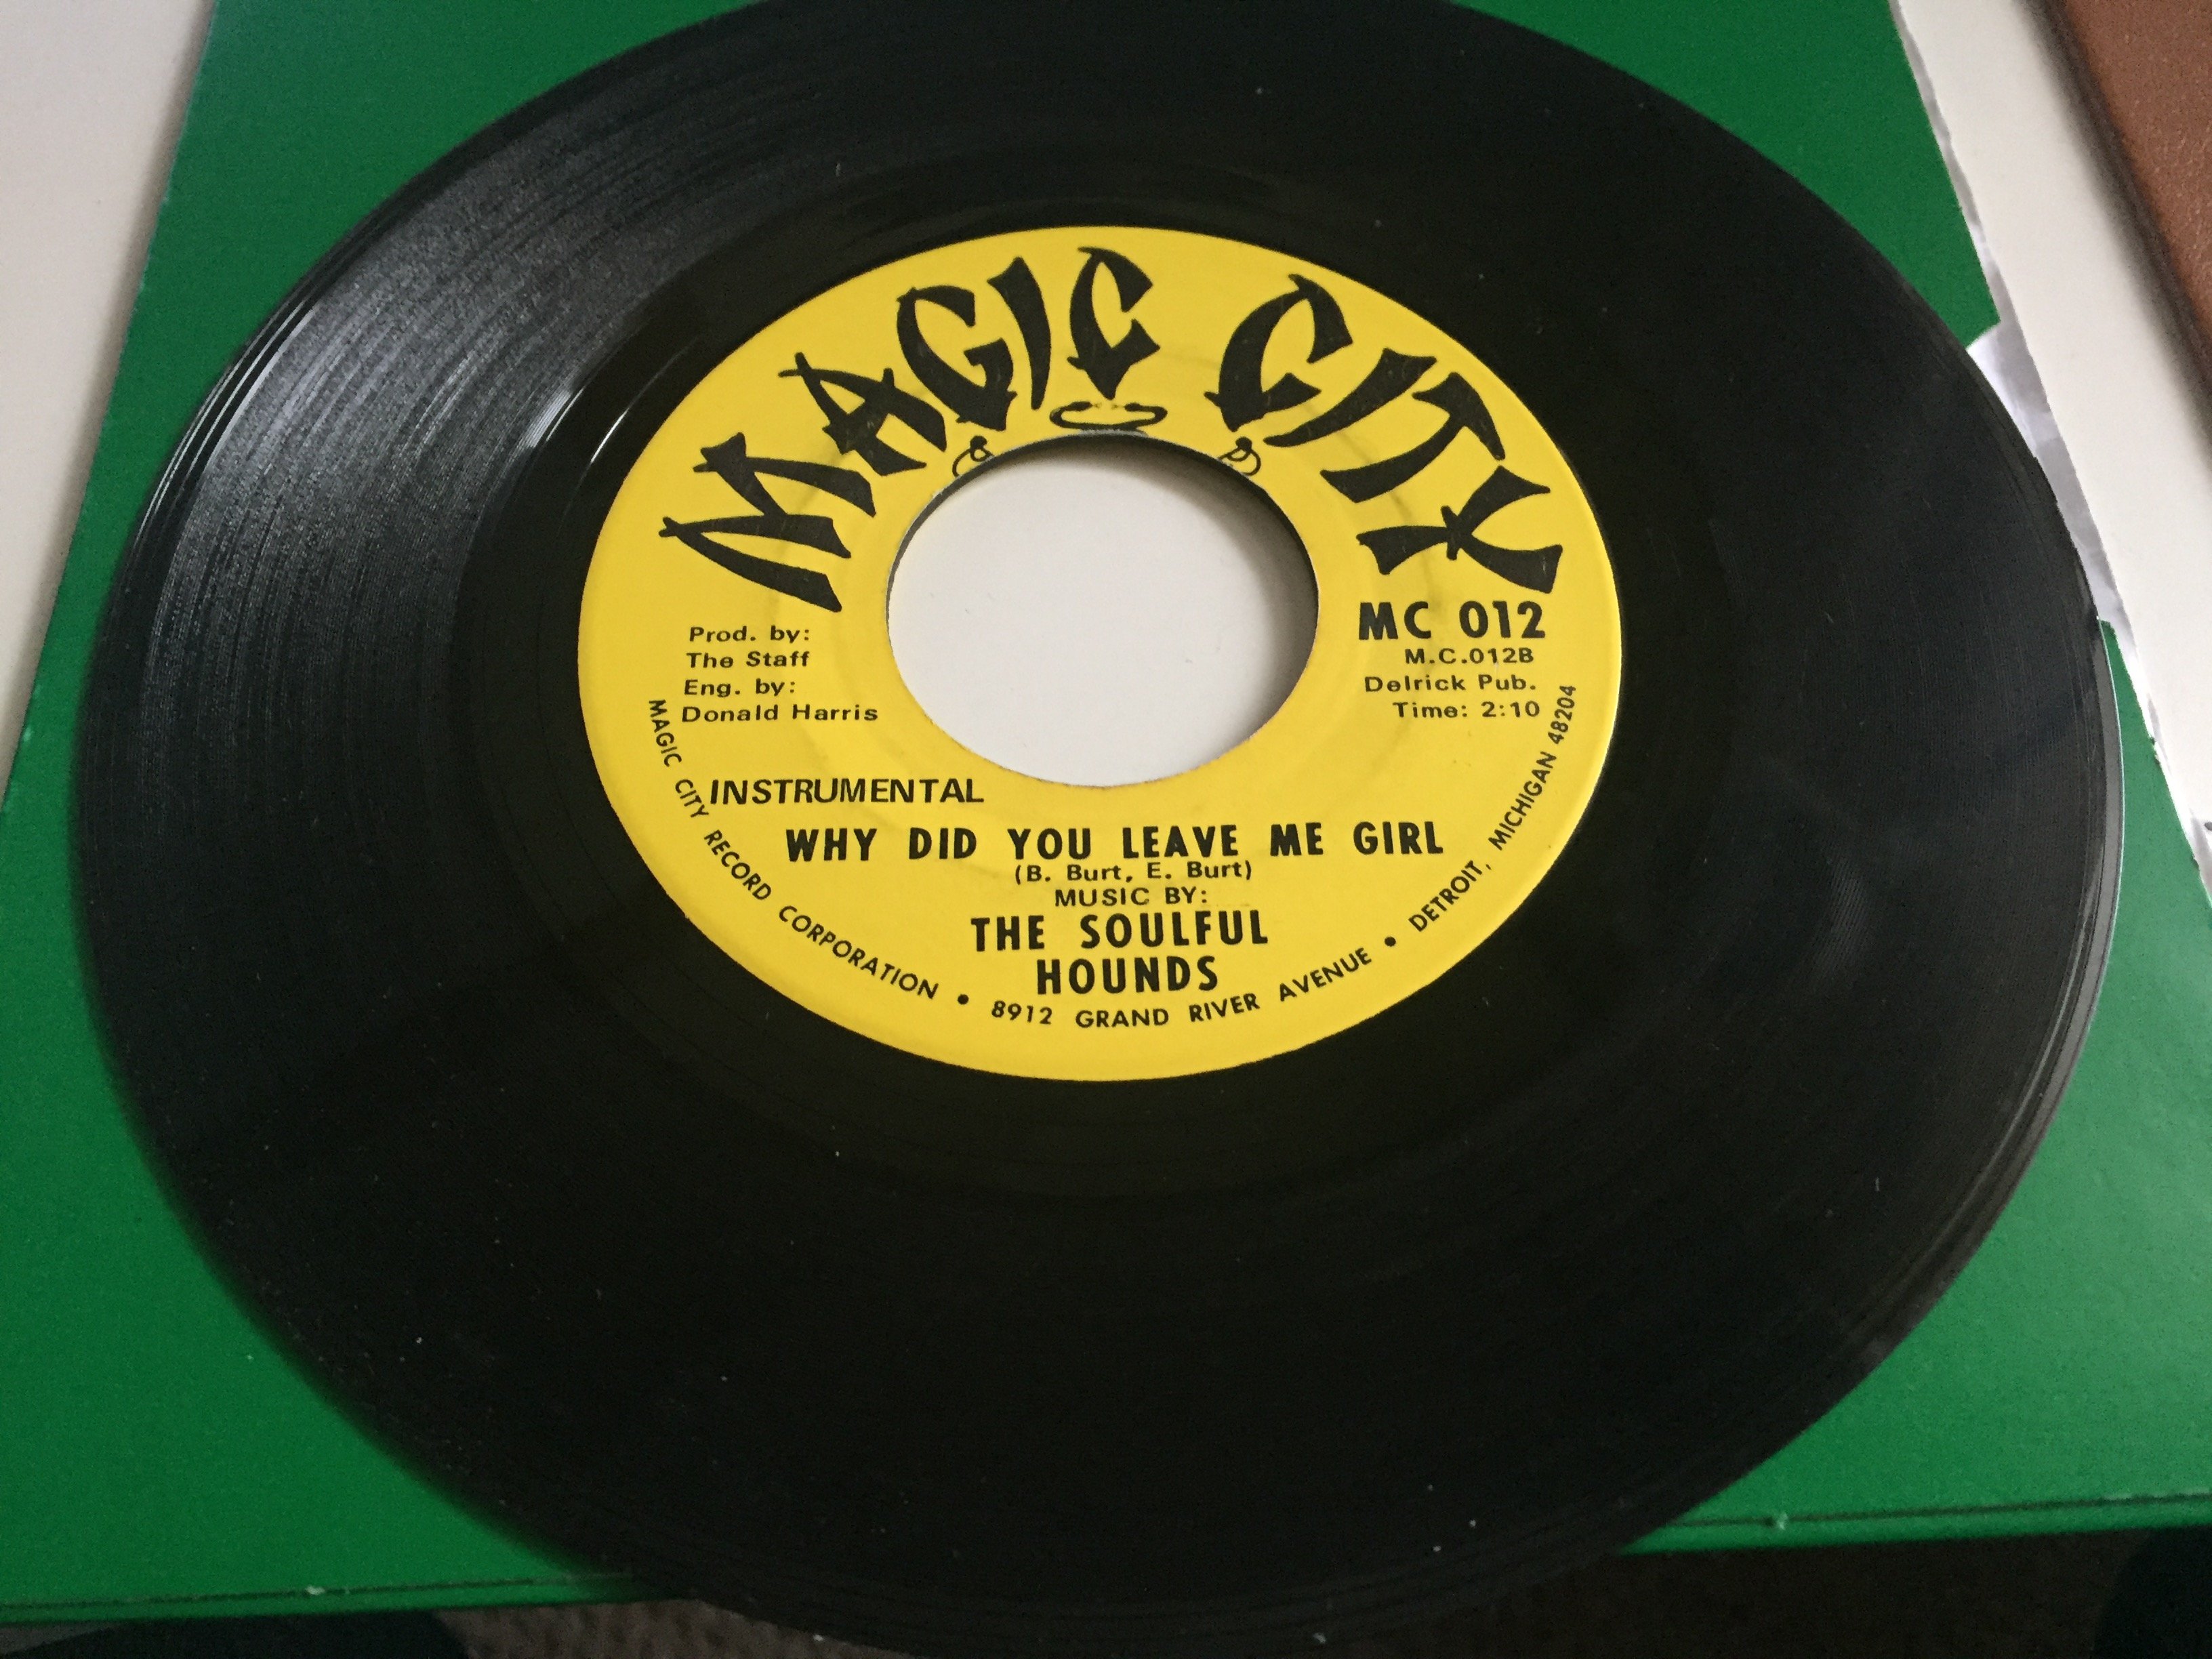 MAGIC CITY
Prod. by:
The Staff
Eng. by:
Donald Harris
MC 012
M.C.012B
Delrick Pub.
Time: 2:10
INSTRUMENTAL
WHY DID YOU LEAVE ME GIRL
(B. Burt, E. Burt)
MUSIC BY:
THE SOULFUL
HOUNDS
MAGIC CITY RECORD CORPORATION • 8912 GRAND RIVER AVENUE • DETROIT, MICHIGAN 48204